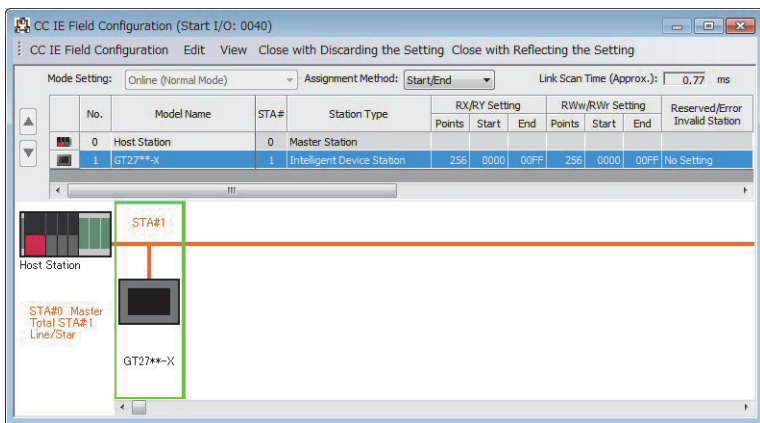 CC IE Field Configuration (Start I/O: 0040)
CC IE Field Configuration Edit View Close with Discarding the Setting Close with Reflecting the Setting
Mode Setting: Online (Normal Mode) Assignment Method: Start/End Link Scan Time (Approx.): 0.77 ms
No. Model Name STA# Station Type RX/RY Setting RWw/RWr Setting Reserved/Error Invalid Station
Points Start End Points Start End
0 Host Station 0 Master Station
1 GT27**-X 1 Intelligent Device Station 256 0000 00FF 256 0000 00FF No Setting
STA#1
Host Station
STA#0 Master
Total STA#1
Line/Star
GT27**-X